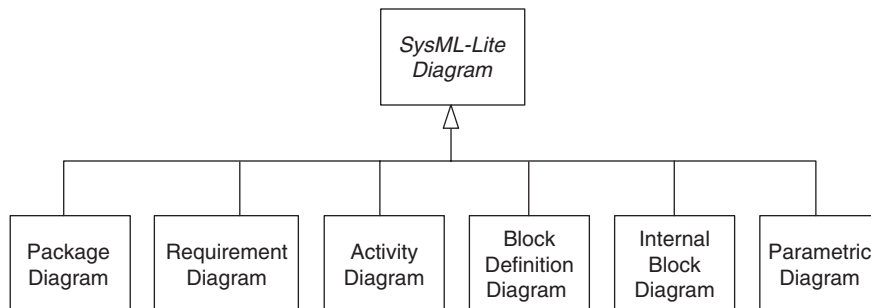 SysML-Lite
Diagram
Package
Diagram
Requirement
Diagram
Activity
Diagram
Block
Definition
Diagram
Internal
Block
Diagram
Parametric
Diagram